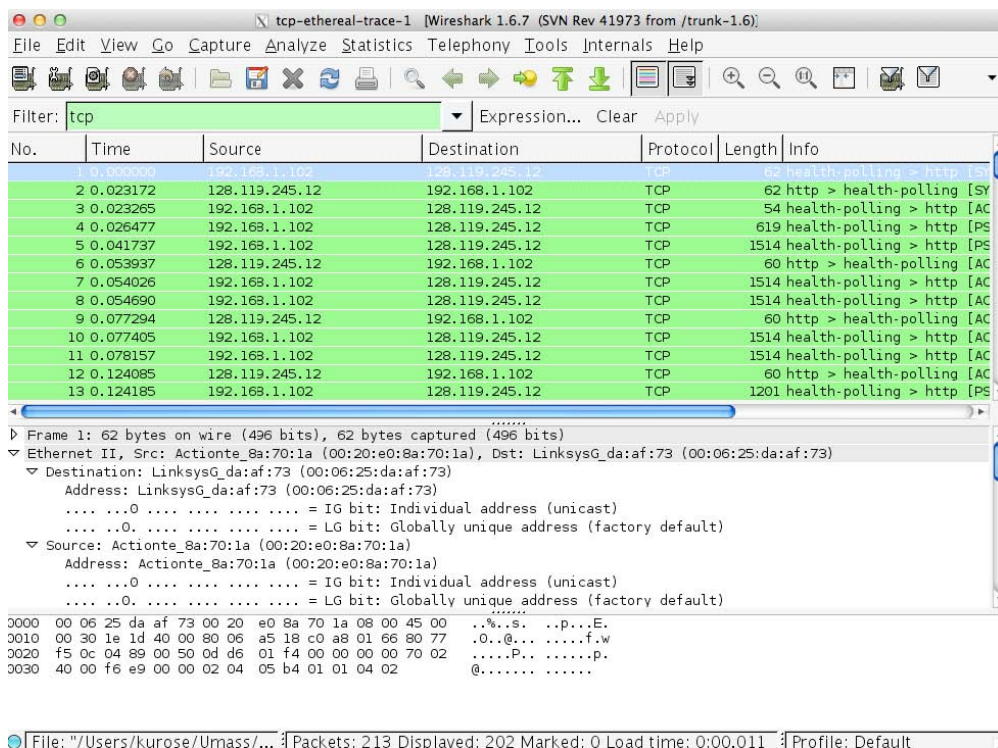 tcp-ethereal-trace-1 [Wireshark 1.6.7 (SVN Rev 41973 from /trunk-1.6)]
File Edit View Go Capture Analyze Statistics Telephony Tools Internals Help
Filter: tcp Expression... Clear Apply
No. Time Source Destination Protocol Length Info
1 0.000000 192.168.1.102 128.119.245.12 TCP 62 health-polling > http [SY
2 0.023172 128.119.245.12 192.168.1.102 TCP 62 http > health-polling [SY
3 0.023265 192.168.1.102 128.119.245.12 TCP 54 health-polling > http [AC
4 0.026477 192.168.1.102 128.119.245.12 TCP 619 health-polling > http [PS
5 0.041737 192.168.1.102 128.119.245.12 TCP 1514 health-polling > http [PS
6 0.053937 128.119.245.12 192.168.1.102 TCP 60 http > health-polling [AC
7 0.054026 192.168.1.102 128.119.245.12 TCP 1514 health-polling > http [AC
8 0.054690 192.168.1.102 128.119.245.12 TCP 1514 health-polling > http [AC
9 0.077294 128.119.245.12 192.168.1.102 TCP 60 http > health-polling [AC
10 0.077405 192.168.1.102 128.119.245.12 TCP 1514 health-polling > http [AC
11 0.078157 192.168.1.102 128.119.245.12 TCP 1514 health-polling > http [AC
12 0.124085 128.119.245.12 192.168.1.102 TCP 60 http > health-polling [AC
13 0.124185 192.168.1.102 128.119.245.12 TCP 1201 health-polling > http [PS
Frame 1: 62 bytes on wire (496 bits), 62 bytes captured (496 bits)
Ethernet II, Src: Actionte_8a:70:1a (00:20:e0:8a:70:1a), Dst: LinksysG_da:af:73 (00:06:25:da:af:73)
Destination: LinksysG_da:af:73 (00:06:25:da:af:73)
Address: LinksysG_da:af:73 (00:06:25:da:af:73)
.... ...0 .... .... .... .... = IG bit: Individual address (unicast)
.... ..0. .... .... .... .... = LG bit: Globally unique address (factory default)
Source: Actionte_8a:70:1a (00:20:e0:8a:70:1a)
Address: Actionte_8a:70:1a (00:20:e0:8a:70:1a)
.... ...0 .... .... .... .... = IG bit: Individual address (unicast)
.... ..0. .... .... .... .... = LG bit: Globally unique address (factory default)
0000 00 06 25 da af 73 00 20 e0 8a 70 1a 08 00 45 00 ..%..s. ..p...E.
0010 00 30 1e 1d 40 00 80 06 a5 18 c0 a8 01 66 80 77 .0..@... .....f.w
0020 f5 0c 04 89 00 50 0d d6 01 f4 00 00 00 00 70 02 .....P.. ......p.
0030 40 00 f6 e9 00 00 02 04 05 b4 01 01 04 02 @....... ......
File: "/Users/kurose/Umass/... Packets: 213 Displayed: 202 Marked: 0 Load time: 0:00.011 Profile: Default